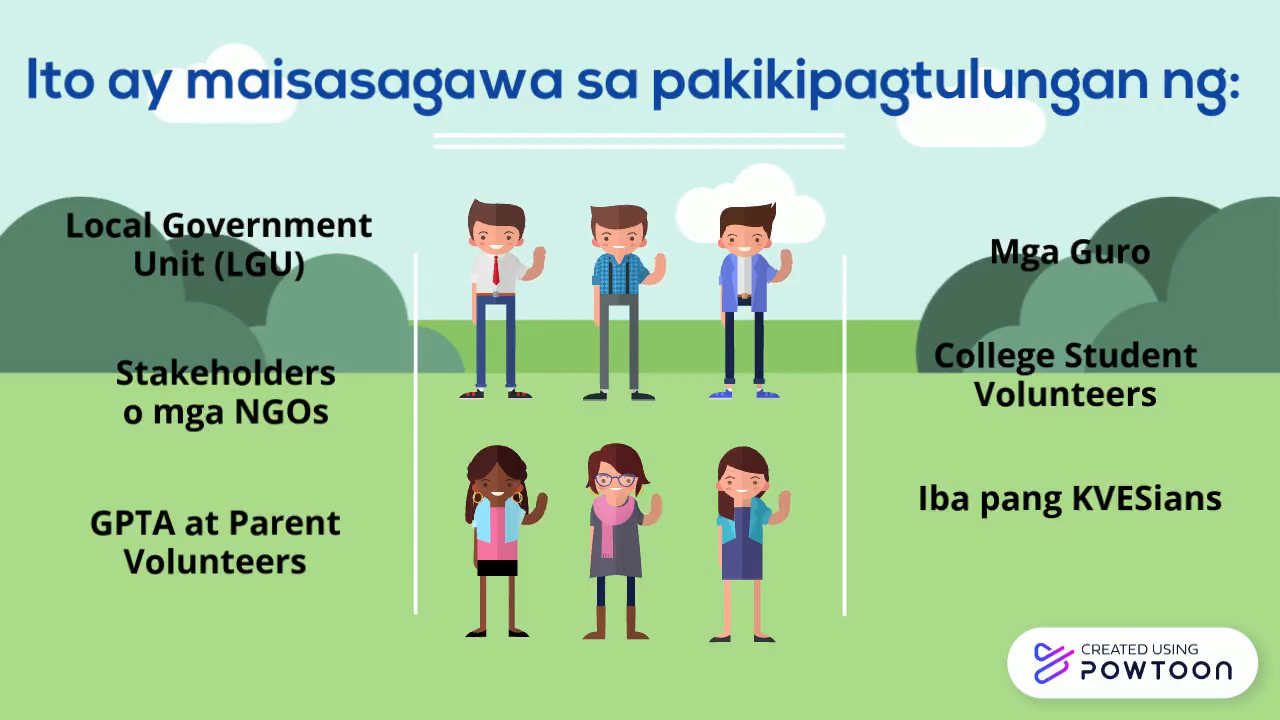 Ito ay maisasagawa sa pakikipagtulungan ng:
Local Government
Unit (LGU)
Stakeholders
o mga NGOs
GPTA at Parent
Volunteers
Mga Guro
College Student
Volunteers
Iba pang KVESians
CREATED USING
POWTOON